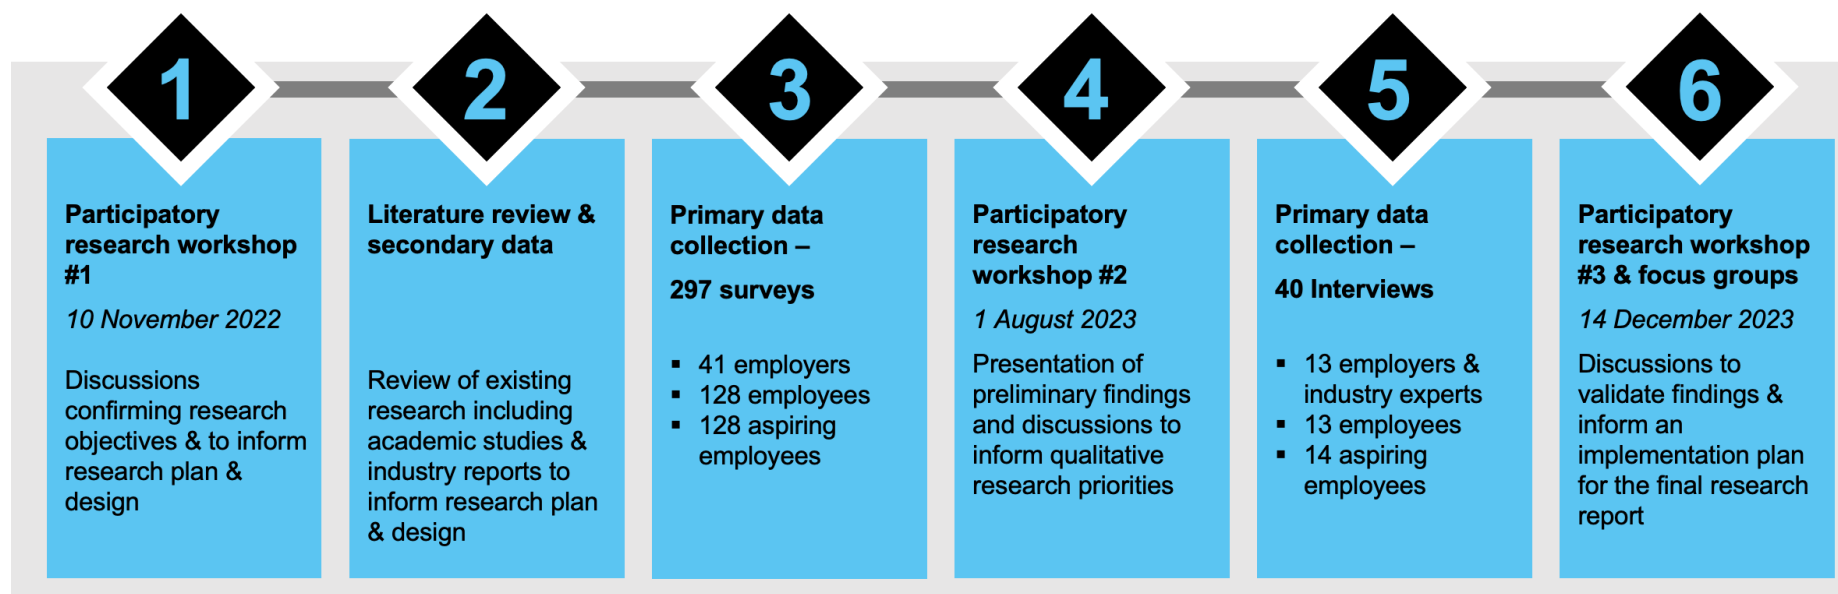 1
Participatory
research workshop
#1
10 November 2022
Discussions
confirming research
objectives & to inform
research plan &
design
2
Literature review &
secondary data
Review of existing
research including
academic studies &
industry reports to
inform research plan
& design
3
Primary data
collection –
297 surveys
▪ 41 employers
▪ 128 employees
▪ 128 aspiring
employees
4
Participatory
research
workshop #2
1 August 2023
Presentation of
preliminary findings
and discussions to
inform qualitative
research priorities
5
Primary data
collection –
40 Interviews
▪ 13 employers &
industry experts
▪ 13 employees
▪ 14 aspiring
employees
6
Participatory
research workshop
#3 & focus groups
14 December 2023
Discussions to
validate findings &
inform an
implementation plan
for the final research
report